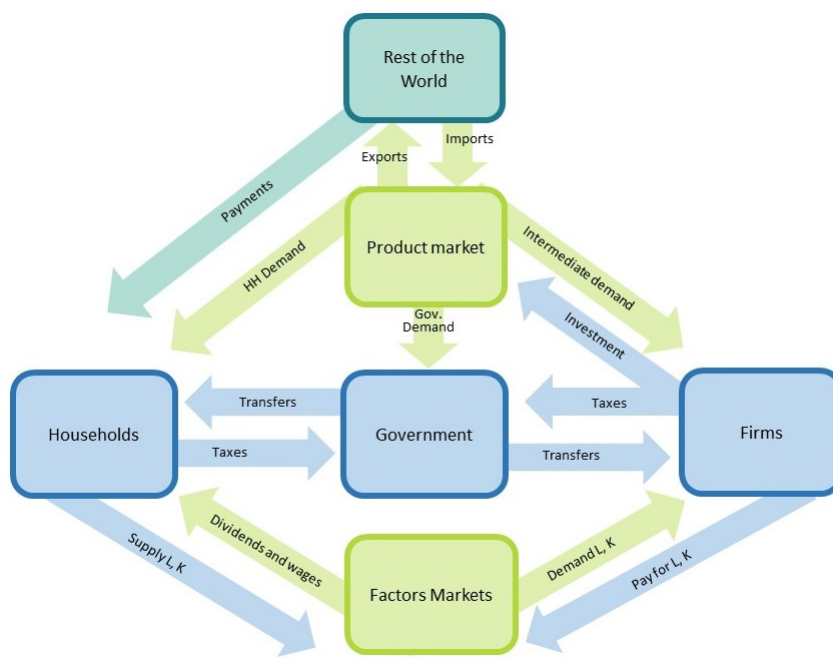 Rest of the
World
Imports
Exports
Payments
Product market
HH Demand
Intermediate demand
Gov.
Demand
Investment
Transfers
Taxes
Households
Government
Firms
Taxes
Transfers
Dividends and wages
Demand L, K
Supply L, K
Pay for L, K
Factors Markets